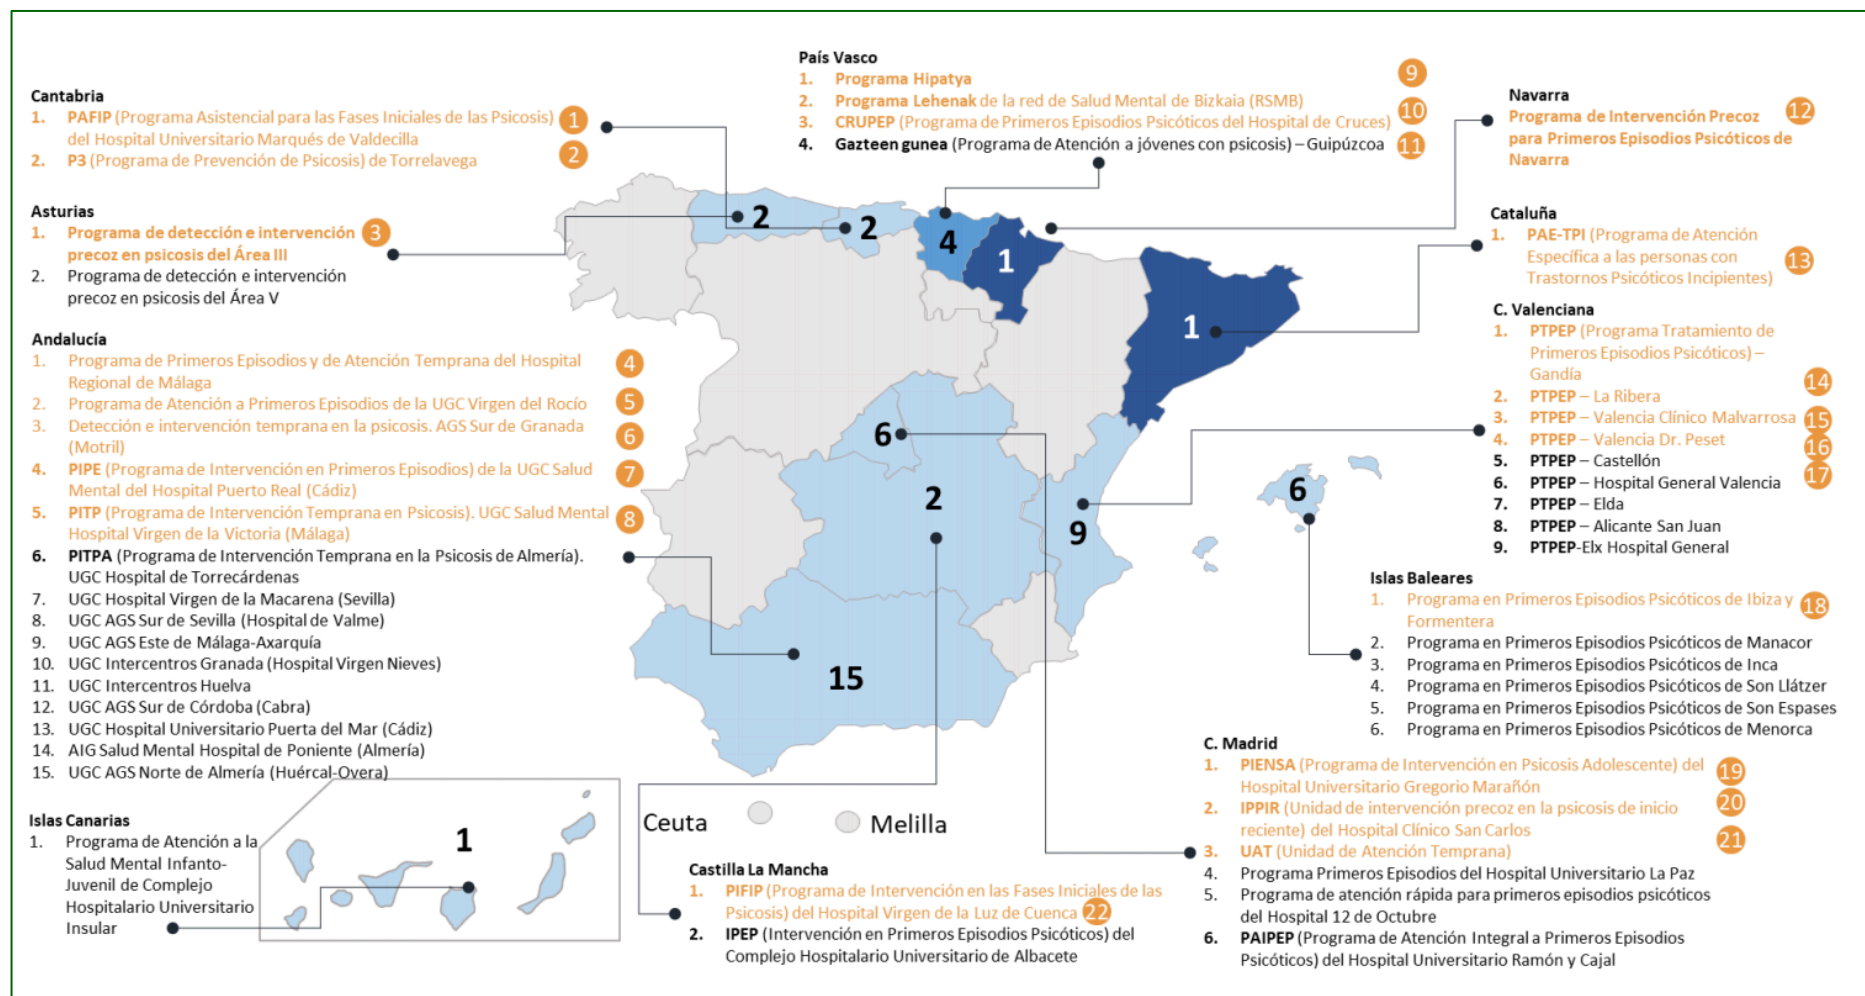 Cantabria
1. PAFIP (Programa Asistencial para las Fases Iniciales de las Psicosis) 1
del Hospital Universitario Marqués de Valdecilla
2. P3 (Programa de Prevención de Psicosis) de Torrelavega 2
Asturias
1. Programa de detección e intervención 3
precoz en psicosis del Área III
2. Programa de detección e intervención
precoz en psicosis del Área V
Andalucía
1. Programa de Primeros Episodios y de Atención Temprana del Hospital 4
Regional de Málaga
2. Programa de Atención a Primeros Episodios de la UGC Virgen del Rocío 5
3. Detección e intervención temprana en la psicosis. AGS Sur de Granada 6
(Motril)
4. PIPE (Programa de Intervención en Primeros Episodios) de la UGC Salud 7
Mental del Hospital Puerto Real (Cádiz)
5. PITP (Programa de Intervención Temprana en Psicosis). UGC Salud Mental 8
Hospital Virgen de la Victoria (Málaga)
6. PITPA (Programa de Intervención Temprana en la Psicosis de Almería).
UGC Hospital de Torrecárdenas
7. UGC Hospital Virgen de la Macarena (Sevilla)
8. UGC AGS Sur de Sevilla (Hospital de Valme)
9. UGC AGS Este de Málaga-Axarquía
10. UGC Intercentros Granada (Hospital Virgen Nieves)
11. UGC Intercentros Huelva
12. UGC AGS Sur de Córdoba (Cabra)
13. UGC Hospital Universitario Puerta del Mar (Cádiz)
14. AIG Salud Mental Hospital de Poniente (Almería)
15. UGC AGS Norte de Almería (Huércal-Overa)
Islas Canarias
1. Programa de Atención a la
Salud Mental Infanto-
Juvenil de Complejo
Hospitalario Universitario
Insular
País Vasco
1. Programa Hipatya 9
2. Programa Lehenak de la red de Salud Mental de Bizkaia (RSMB) 10
3. CRUPEP (Programa de Primeros Episodios Psicóticos del Hospital de Cruces)
4. Gazteen gunea (Programa de Atención a jóvenes con psicosis) – Guipúzcoa 11
2
2
4
1
1
6
2
9
6
15
1
Ceuta
Melilla
Castilla La Mancha
1. PIFIP (Programa de Intervención en las Fases Iniciales de las
Psicosis) del Hospital Virgen de la Luz de Cuenca 22
2. IPEP (Intervención en Primeros Episodios Psicóticos) del
Complejo Hospitalario Universitario de Albacete
Navarra
Programa de Intervención Precoz 12
para Primeros Episodios Psicóticos de
Navarra
Cataluña
1. PAE-TPI (Programa de Atención
Específica a las personas con 13
Trastornos Psicóticos Incipientes)
C. Valenciana
1. PTPEP (Programa Tratamiento de
Primeros Episodios Psicóticos) –
Gandía 14
2. PTPEP – La Ribera
3. PTPEP – Valencia Clínico Malvarrosa 15
4. PTPEP – Valencia Dr. Peset 16
5. PTPEP – Castellón
6. PTPEP – Hospital General Valencia 17
7. PTPEP – Elda
8. PTPEP – Alicante San Juan
9. PTPEP-Elx Hospital General
Islas Baleares
1. Programa en Primeros Episodios Psicóticos de Ibiza y 18
Formentera
2. Programa en Primeros Episodios Psicóticos de Manacor
3. Programa en Primeros Episodios Psicóticos de Inca
4. Programa en Primeros Episodios Psicóticos de Son Llátzer
5. Programa en Primeros Episodios Psicóticos de Son Espases
6. Programa en Primeros Episodios Psicóticos de Menorca
C. Madrid
1. PIENSA (Programa de Intervención en Psicosis Adolescente) del 19
Hospital Universitario Gregorio Marañón
2. IPPIR (Unidad de intervención precoz en la psicosis de inicio 20
reciente) del Hospital Clínico San Carlos
3. UAT (Unidad de Atención Temprana) 21
4. Programa Primeros Episodios del Hospital Universitario La Paz
5. Programa de atención rápida para primeros episodios psicóticos
del Hospital 12 de Octubre
6. PAIPEP (Programa de Atención Integral a Primeros Episodios
Psicóticos) del Hospital Universitario Ramón y Cajal